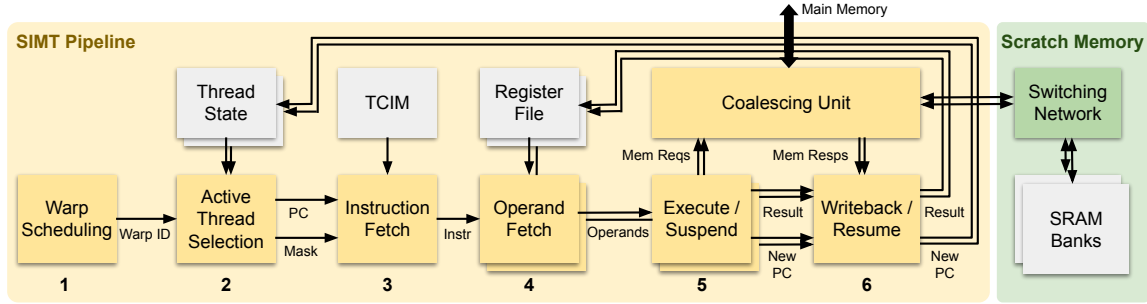 Main Memory
SIMT Pipeline
Scratch Memory
Thread
State
TCIM
Register
File
Coalescing Unit
Switching
Network
Mem Reqs
Mem Resps
Warp
Scheduling
Warp ID
Active
Thread
Selection
PC
Mask
Instruction
Fetch
Instr
Operand
Fetch
Operands
Execute /
Suspend
Result
New
PC
Writeback /
Resume
Result
New
PC
SRAM
Banks
1
2
3
4
5
6